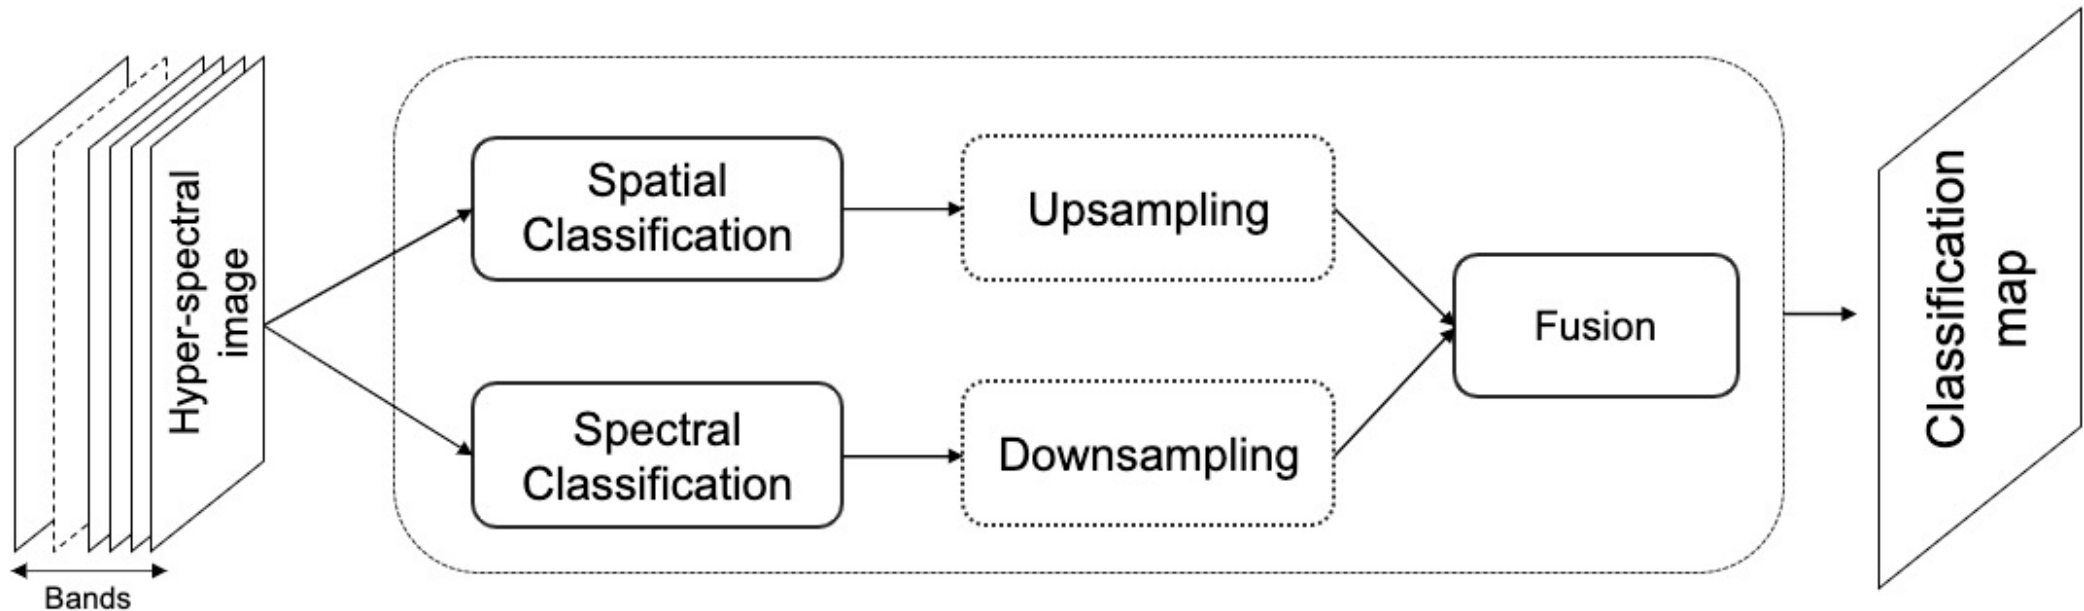 Hyper-spectral
image
Bands
Spatial
Classification
Upsampling
Spectral
Classification
Downsampling
Fusion
Classification
map